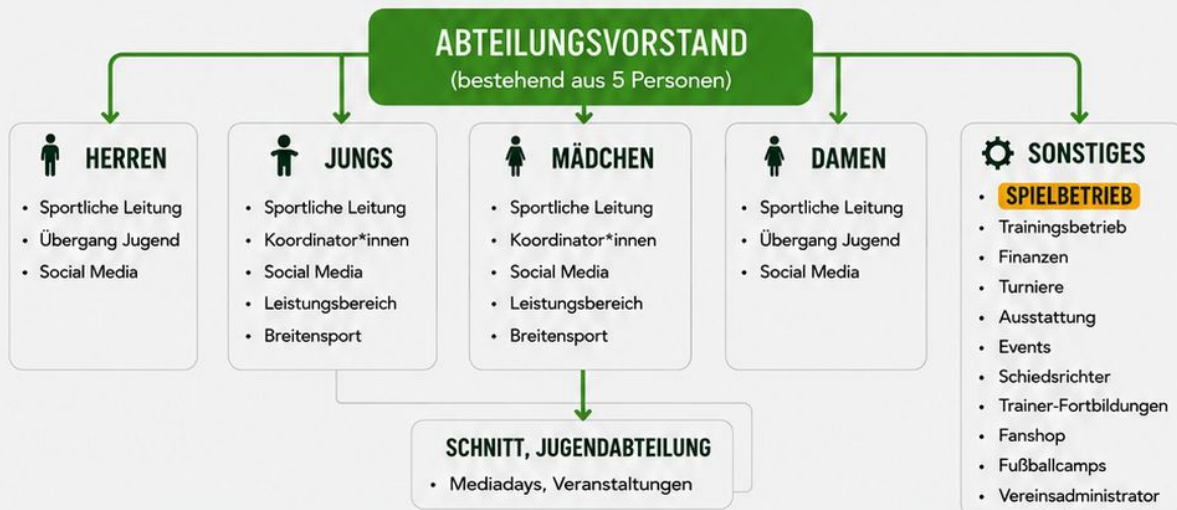 ABTEILUNGSVORSTAND
(bestehend aus 5 Personen)
HERREN
• Sportliche Leitung
• Übergang Jugend
• Social Media
JUNGS
• Sportliche Leitung
• Koordinator*innen
• Social Media
• Leistungsbereich
• Breitensport
MÄDCHEN
• Sportliche Leitung
• Koordinator*innen
• Social Media
• Leistungsbereich
• Breitensport
DAMEN
• Sportliche Leitung
• Übergang Jugend
• Social Media
SONSTIGES
• SPIELBETRIEB
• Trainingsbetrieb
• Finanzen
• Turniere
• Ausstattung
• Events
• Schiedsrichter
• Trainer-Fortbildungen
• Fanshop
• Fußballcamps
• Vereinsadministrator
SCHNITT, JUGENDABTEILUNG
• Mediadays, Veranstaltungen